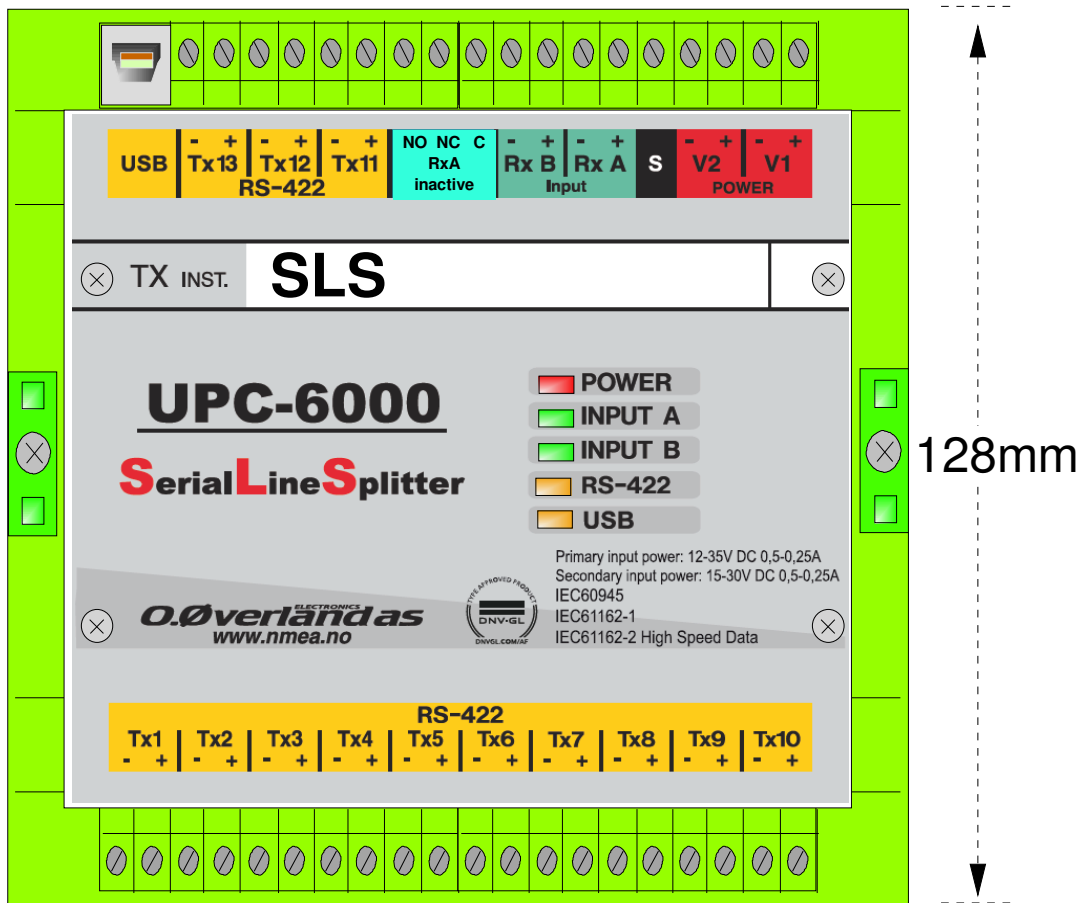 USB
- + - + - +
Tx13 Tx12 Tx11
RS-422
NO NC C
RxA
inactive
- + - +
Rx B Rx A
Input
S
- + - +
V2 V1
POWER
TX INST. SLS
UPC-6000
SerialLineSplitter
POWER
INPUT A
INPUT B
RS-422
USB
128mm
Primary input power: 12-35V DC 0,5-0,25A
Secondary input power: 15-30V DC 0,5-0,25A
IEC60945
IEC61162-1
IEC61162-2 High Speed Data
ELECTRONICS
O.Øverland as
www.nmea.no
TYPE APPROVED PRODUCT
DNV·GL
DNVGL.COM/AF
RS-422
Tx1 Tx2 Tx3 Tx4 Tx5 Tx6 Tx7 Tx8 Tx9 Tx10
- + - + - + - + - + - + - + - + - + - +